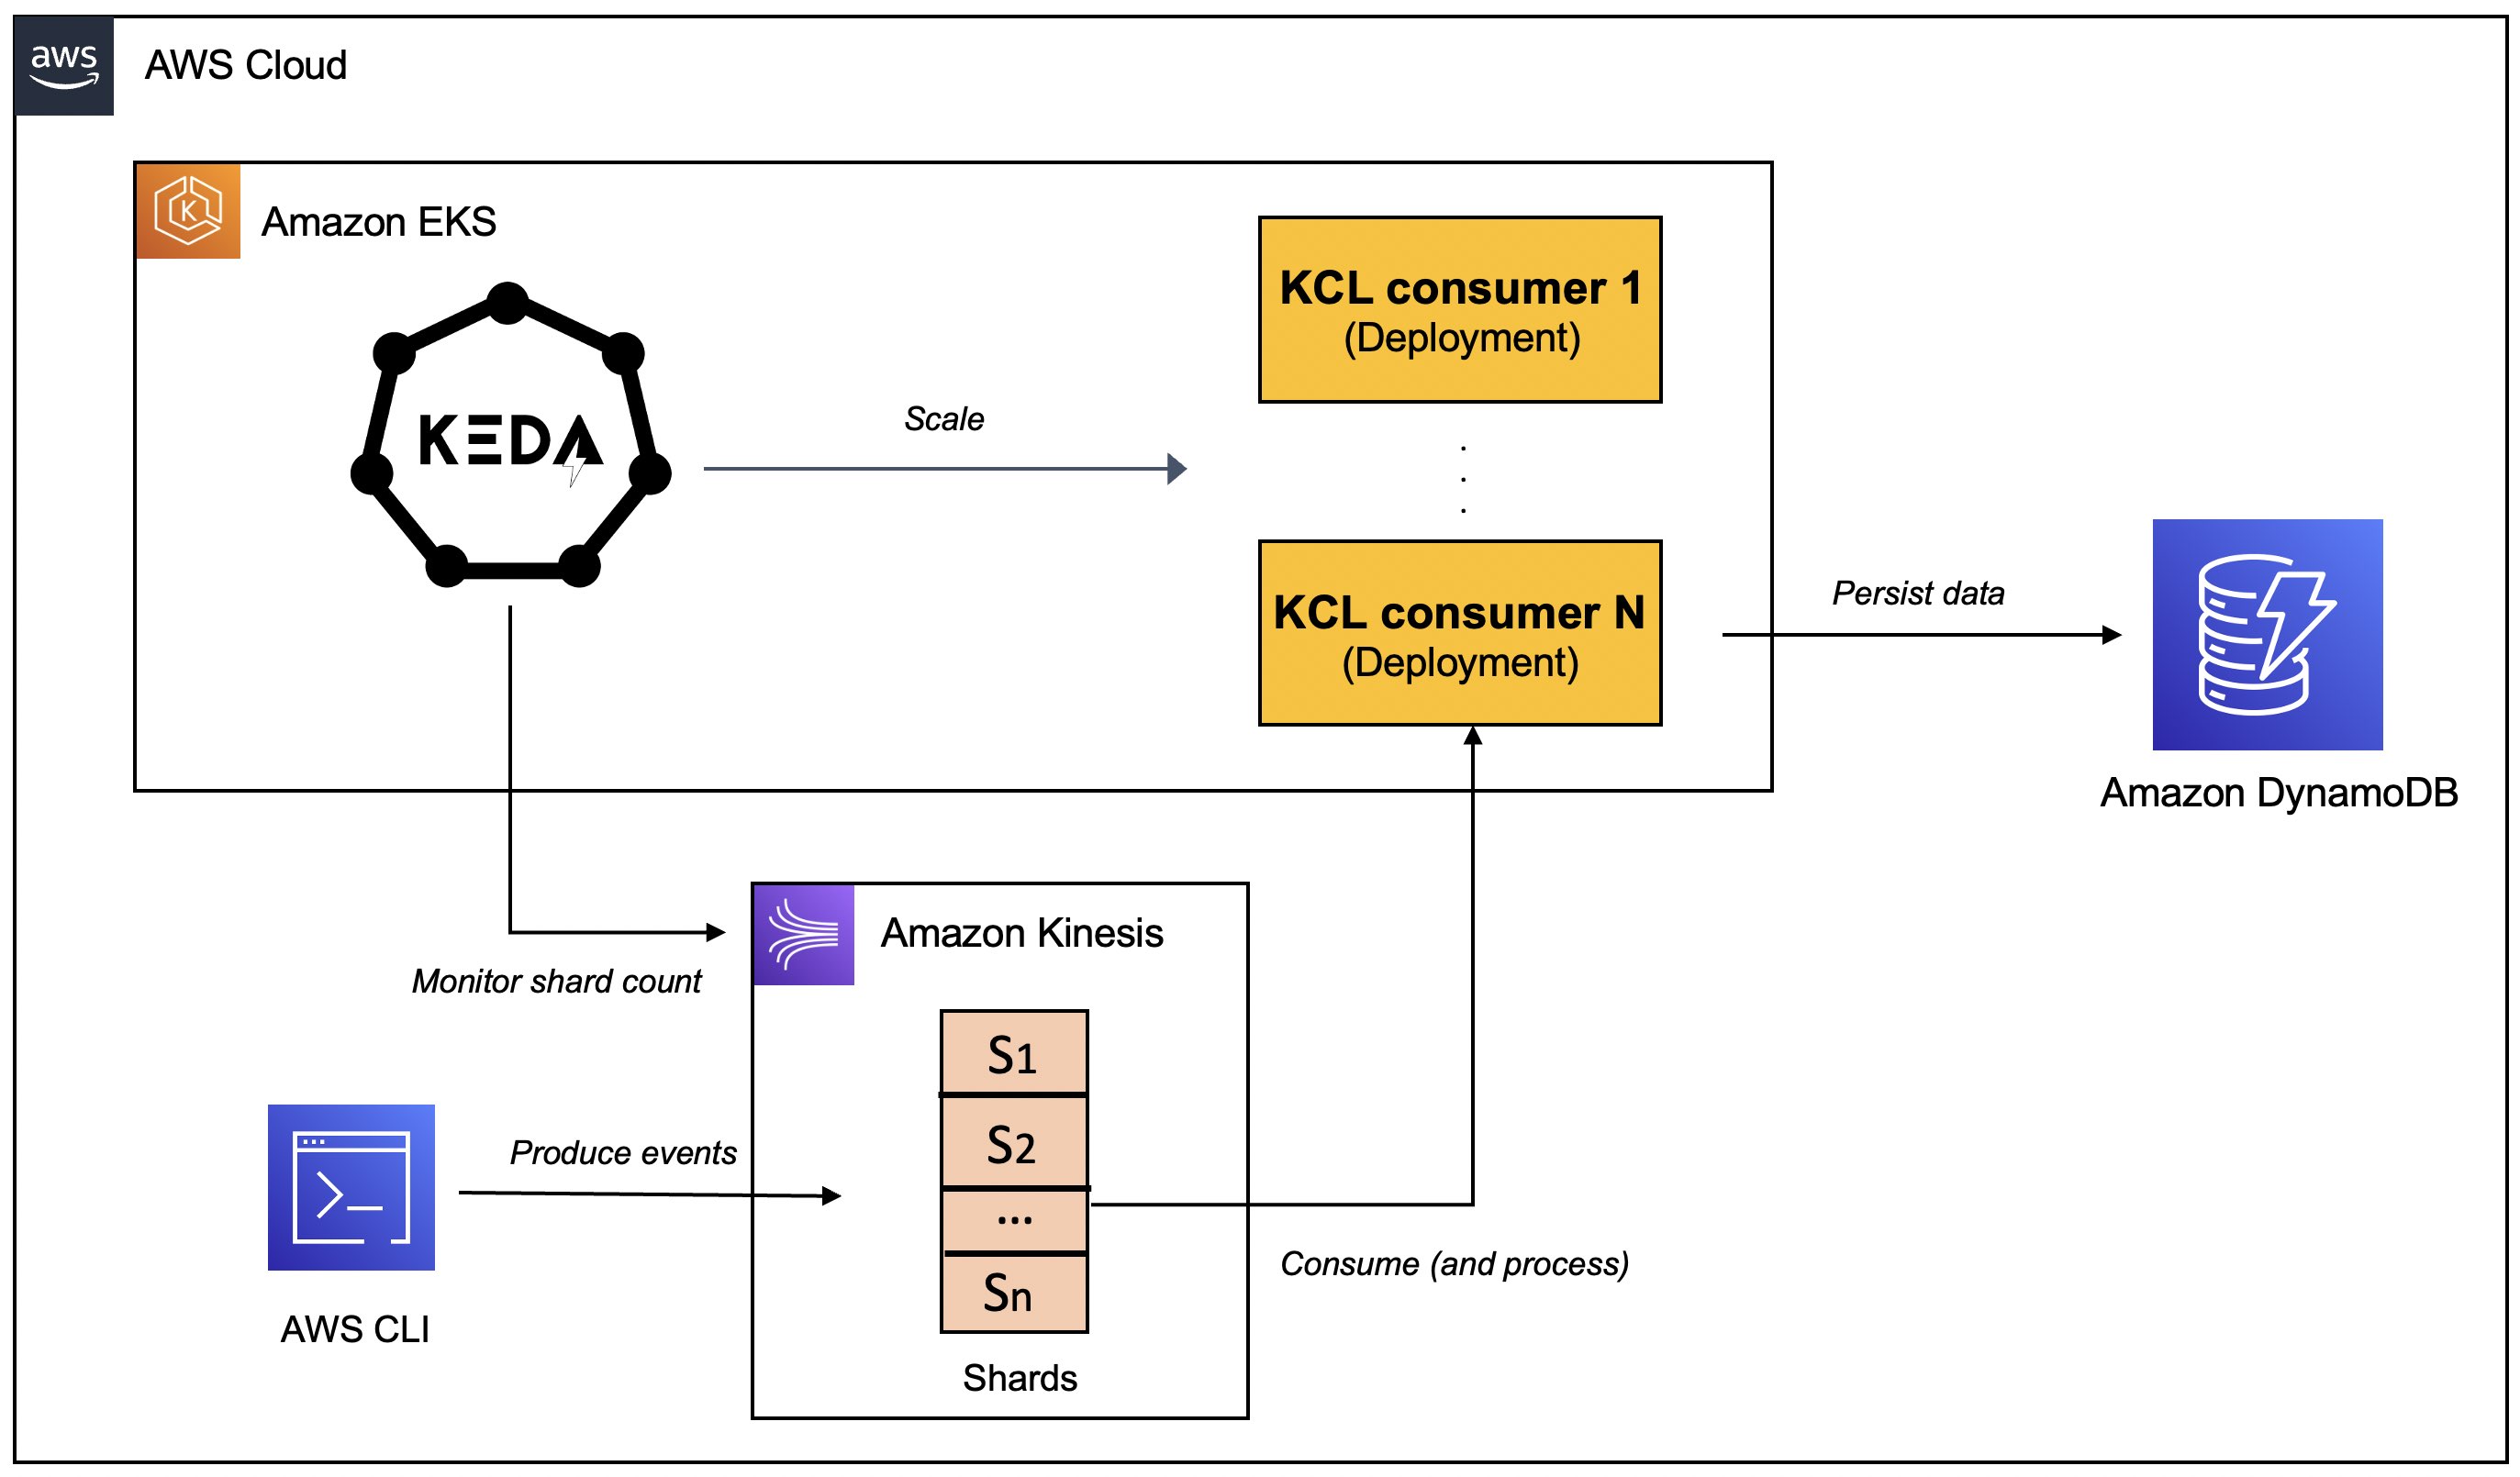 aws
AWS Cloud
Amazon EKS
KEDA
Scale
KCL consumer 1
(Deployment)
.
.
.
KCL consumer N
(Deployment)
Persist data
Amazon DynamoDB
Monitor shard count
Amazon Kinesis
S1
S2
...
Sn
Shards
Produce events
AWS CLI
Consume (and process)